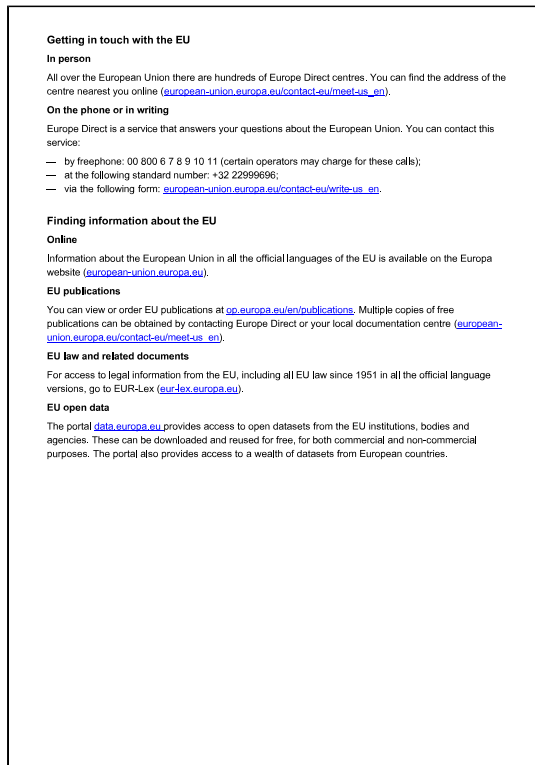 Getting in touch with the EU
In person
All over the European Union there are hundreds of Europe Direct centres. You can find the address of the
centre nearest you online (european-union.europa.eu/contact-eu/meet-us_en).
On the phone or in writing
Europe Direct is a service that answers your questions about the European Union. You can contact this
service:
— by freephone: 00 800 6 7 8 9 10 11 (certain operators may charge for these calls);
— at the following standard number: +32 22999696;
— via the following form: european-union.europa.eu/contact-eu/write-us_en.
Finding information about the EU
Online
Information about the European Union in all the official languages of the EU is available on the Europa
website (european-union.europa.eu).
EU publications
You can view or order EU publications at op.europa.eu/en/publications. Multiple copies of free
publications can be obtained by contacting Europe Direct or your local documentation centre (european-
union.europa.eu/contact-eu/meet-us_en).
EU law and related documents
For access to legal information from the EU, including all EU law since 1951 in all the official language
versions, go to EUR-Lex (eur-lex.europa.eu).
EU open data
The portal data.europa.eu provides access to open datasets from the EU institutions, bodies and
agencies. These can be downloaded and reused for free, for both commercial and non-commercial
purposes. The portal also provides access to a wealth of datasets from European countries.